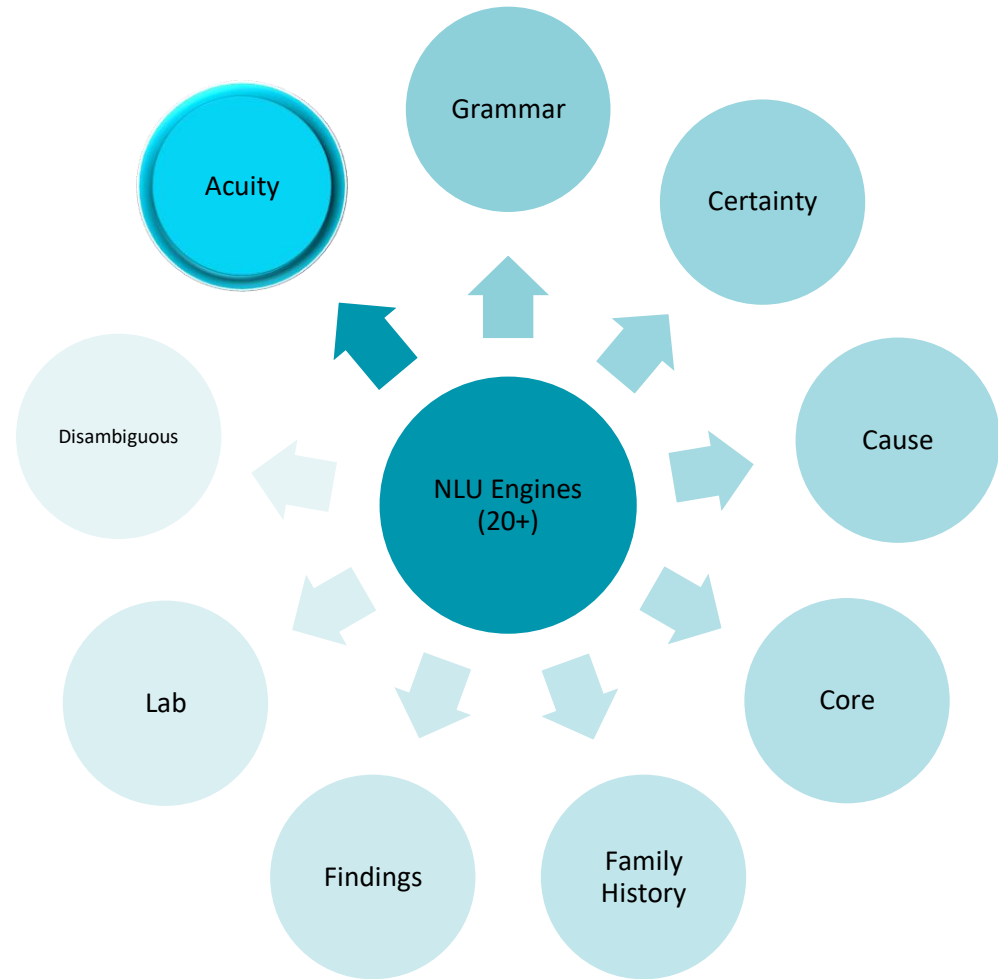 Grammar
Acuity
Certainty
Disambiguous
Cause
NLU Engines
(20+)
Lab
Core
Findings
Family
History